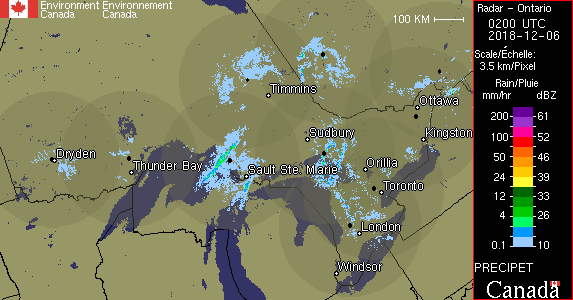 Environment Environnement
Canada Canada
100 KM
Timmins
Ottawa
Sudbury
Kingston
Dryden
Thunder Bay
Sault Ste. Marie
Orillia
Toronto
London
Windsor
Radar - Ontario
0200 UTC
2018-12-06
Scale/Échelle:
3.5 km/Pixel
Rain/Pluie
mm/hr dBZ
200 61
100 52
50 46
24 39
12 33
4 26
1 20
0.1 10
PRECIPET
Canada